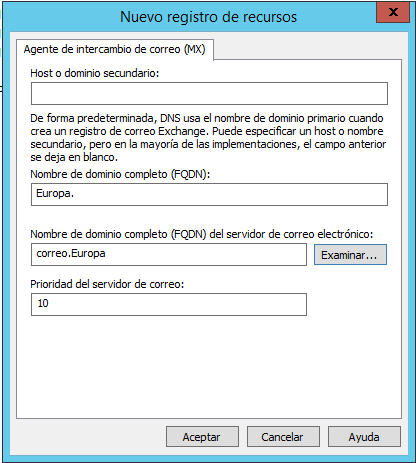 Nuevo registro de recursos
x
Agente de intercambio de correo (MX)
Host o dominio secundario:
De forma predeterminada, DNS usa el nombre de dominio primario cuando
crea un registro de correo Exchange. Puede especificar un host o nombre
secundario, pero en la mayoría de las implementaciones, el campo anterior
se deja en blanco.
Nombre de dominio completo (FQDN):
Europa.
Nombre de dominio completo (FQDN) del servidor de correo electrónico:
correo.Europa
Examinar...
Prioridad del servidor de correo:
10
Aceptar
Cancelar
Ayuda